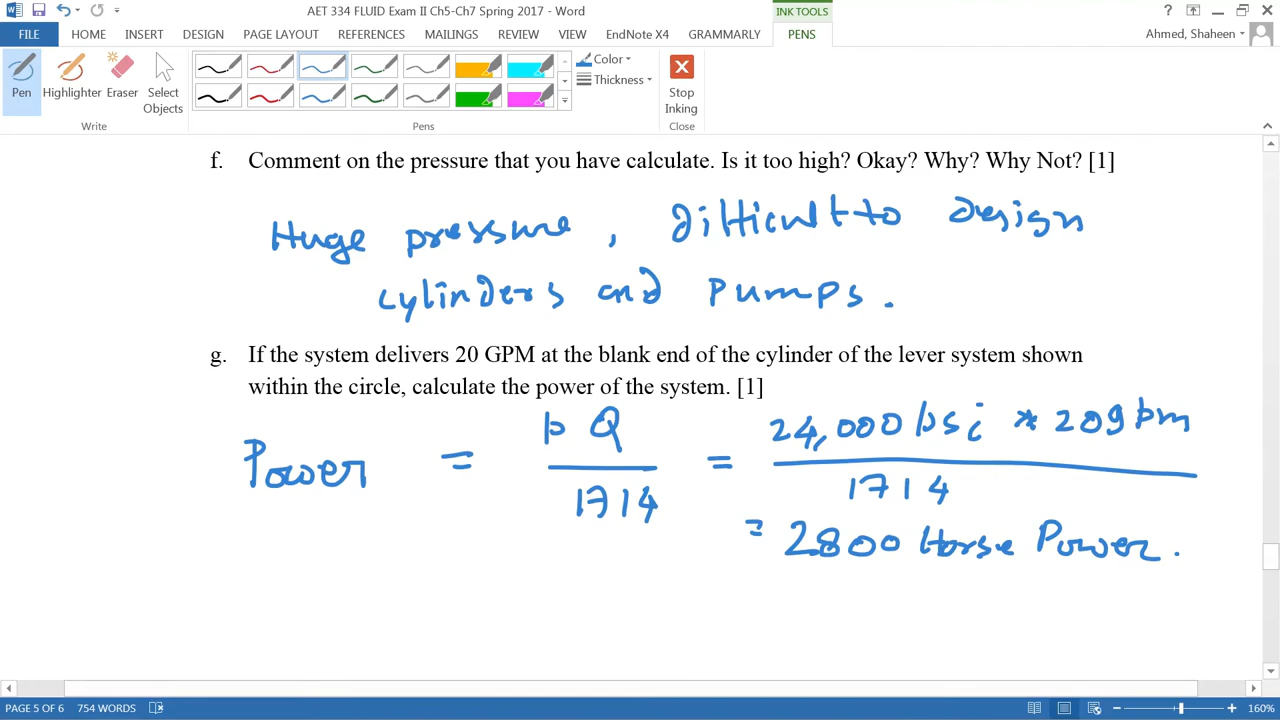 AET 334 FLUID Exam II Ch5-Ch7 Spring 2017 - Word
INK TOOLS
FILE HOME INSERT DESIGN PAGE LAYOUT REFERENCES MAILINGS REVIEW VIEW EndNote X4 GRAMMARLY PENS
Ahmed, Shaheen
Pen Highlighter Eraser Select Objects
Color
Thickness
Stop Inking
Write Pens Close
f. Comment on the pressure that you have calculate. Is it too high? Okay? Why? Why Not? [1]
Huge pressure, difficult to design
cylinders and pumps.
g. If the system delivers 20 GPM at the blank end of the cylinder of the lever system shown
within the circle, calculate the power of the system. [1]
Power = p Q / 1714 = 24,000 psi * 20gpm / 1714
= 2800 Horse Power.
PAGE 5 OF 6 754 WORDS 160%